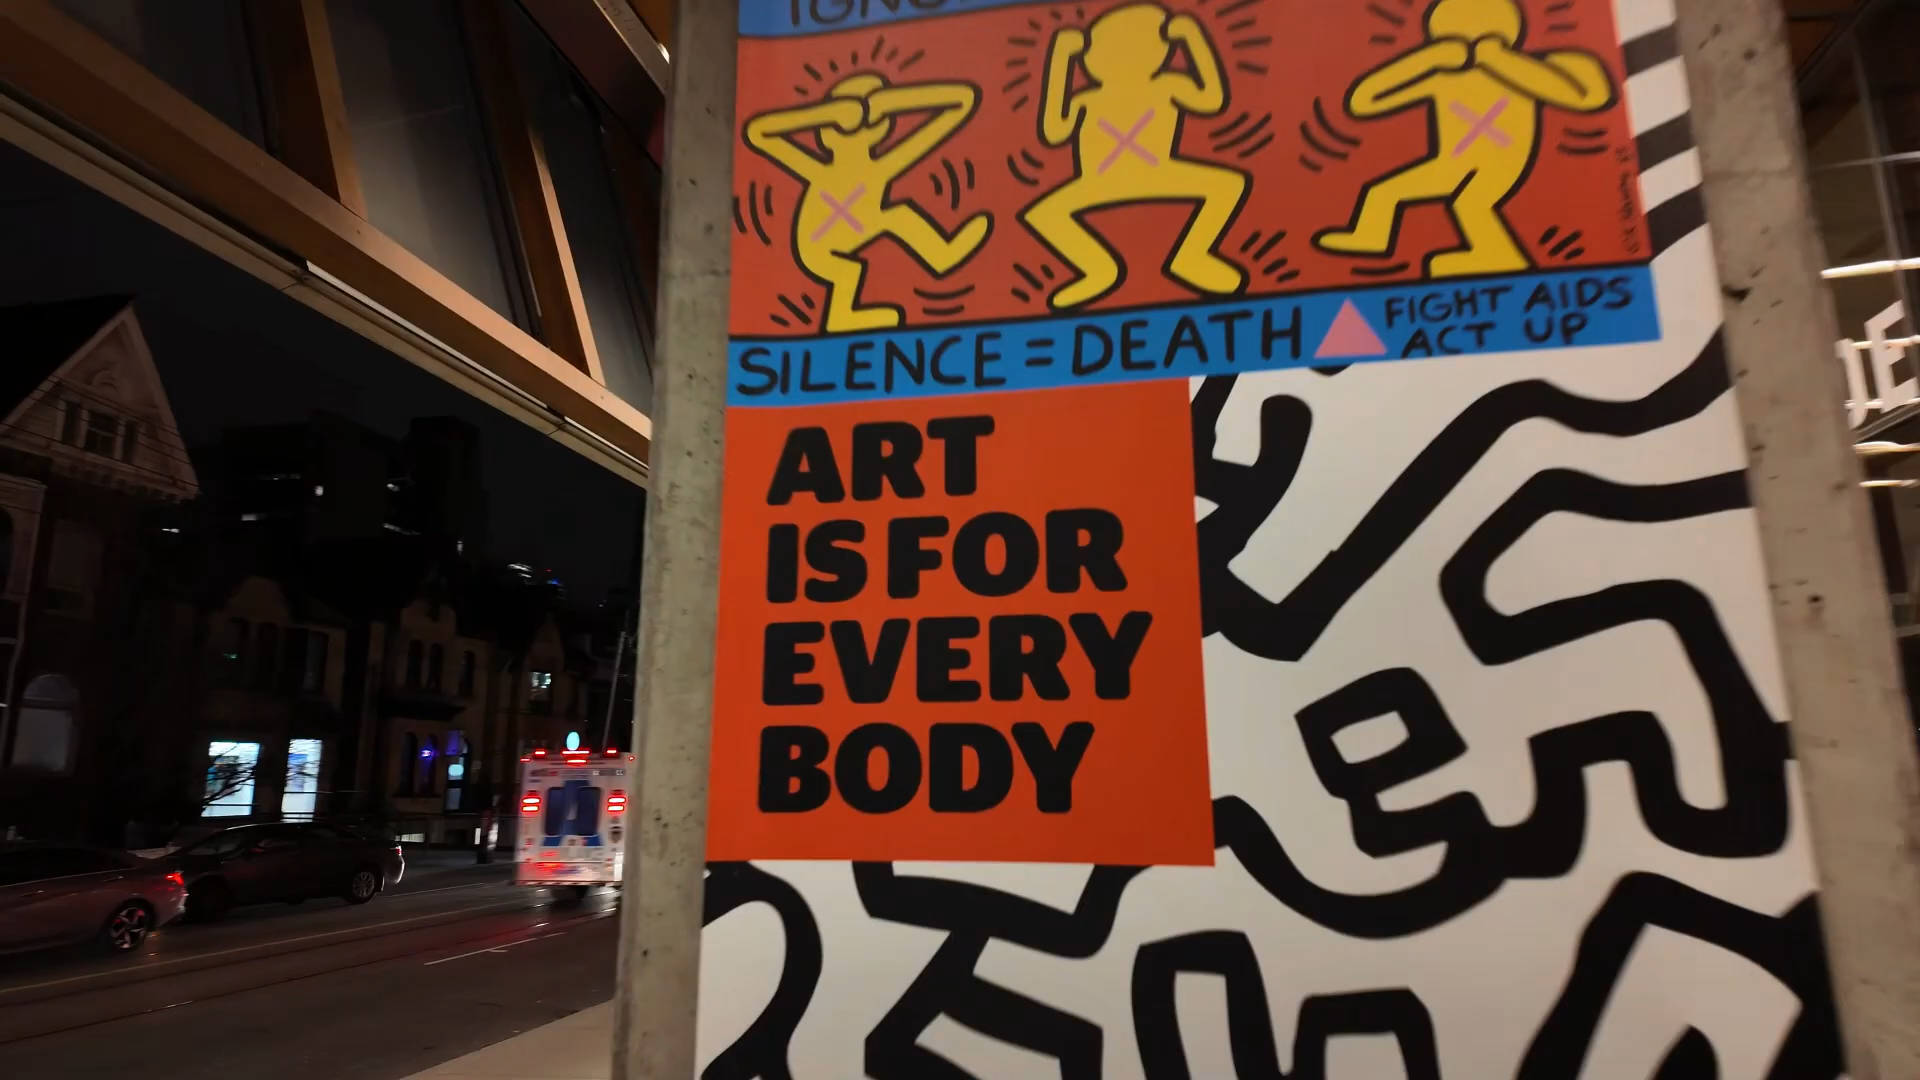 SILENCE = DEATH FIGHT AIDS
ACT UP
ART
IS FOR
EVERY
BODY